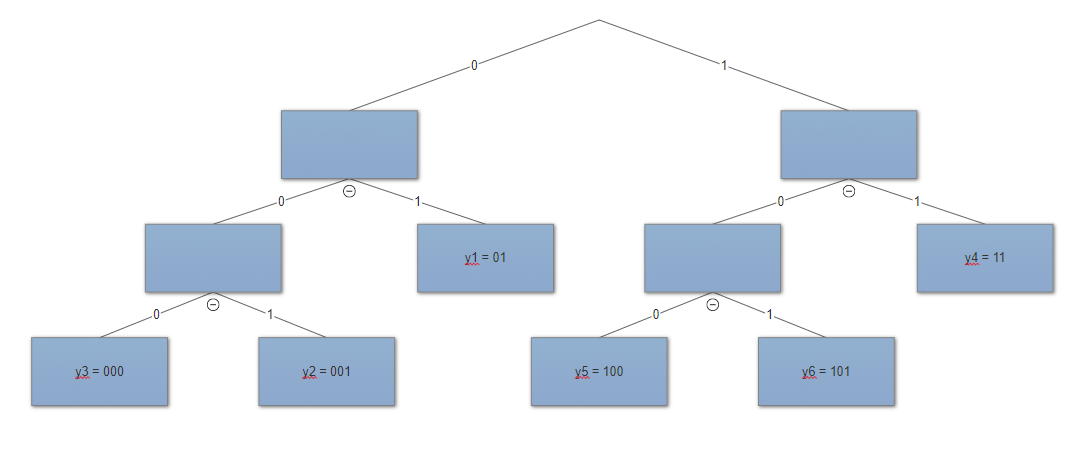 0
1
0
1
0
1
y1 = 01
y4 = 11
0
1
0
1
y3 = 000
y2 = 001
y5 = 100
y6 = 101